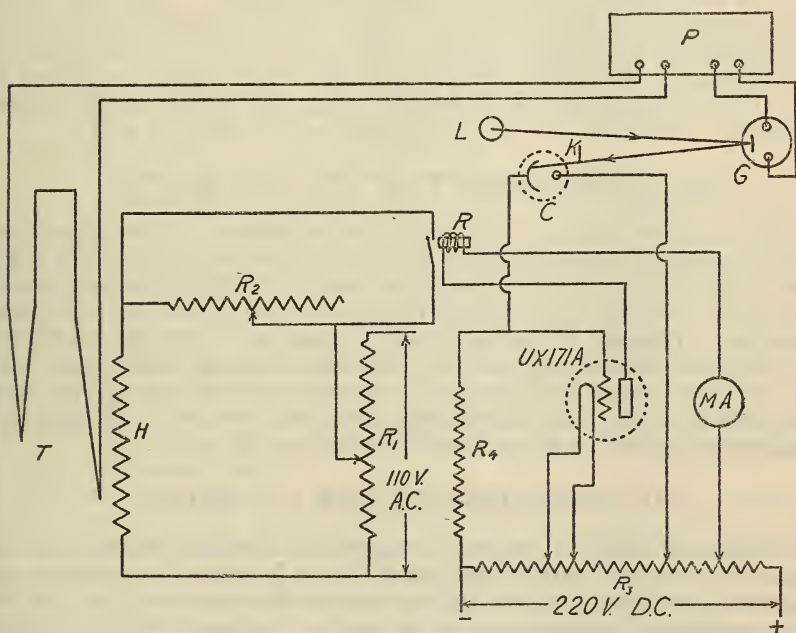 P
L
K1
G
C
R
R2
UX171A
MA
T
H
R1
R4
110 V.
A.C.
R3
- 220 V. D.C. +